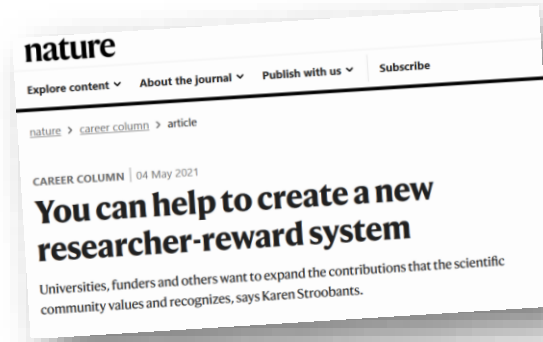 nature
Explore content About the journal Publish with us Subscribe
nature > career column > article
CAREER COLUMN | 04 May 2021
You can help to create a new
researcher-reward system
Universities, funders and others want to expand the contributions that the scientific
community values and recognizes, says Karen Stroobants.